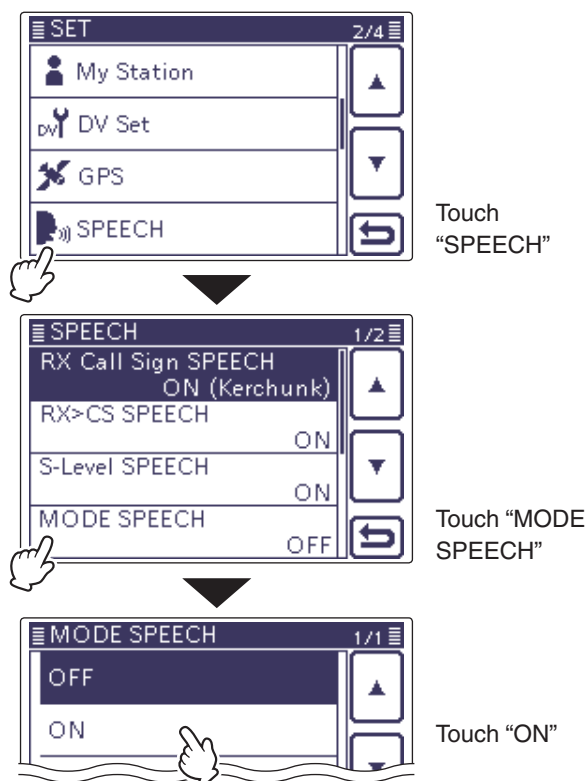 SET 2/4
My Station
DV DV Set
GPS
SPEECH
Touch
“SPEECH”
SPEECH 1/2
RX Call Sign SPEECH
ON (Kerchunk)
RX>CS SPEECH
ON
S-Level SPEECH
ON
MODE SPEECH
OFF
Touch “MODE
SPEECH”
MODE SPEECH 1/1
OFF
ON
Touch “ON”